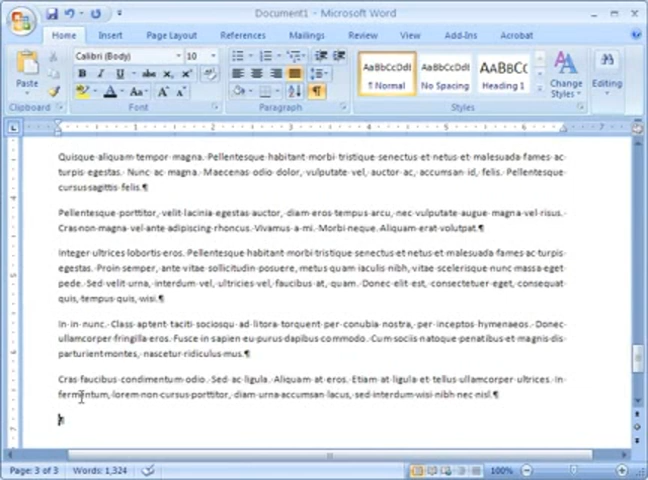 Document1 - Microsoft Word
Home Insert Page Layout References Mailings Review View Add-Ins Acrobat
Paste
Clipboard
Calibri (Body) 10
B I U abc x₂ x² Aa
Font
Paragraph
AaBbCcDdI AaBbCcDdI AaBbC(
¶ Normal No Spacing Heading 1
Change Styles
Styles
Editing
Quisque aliquam tempor magna. Pellentesque habitant morbi tristique senectus et netus et malesuada fames ac
turpis egestas. Nunc ac magna. Maecenas odio dolor, vulputate vel, auctor ac, accumsan id, felis. Pellentesque
cursus sagittis felis.¶
Pellentesque porttitor, velit lacinia egestas auctor, diam eros tempus arcu, nec vulputate augue magna vel risus.
Cras non magna vel ante adipiscing rhoncus. Vivamus a mi. Morbi neque. Aliquam erat volutpat.¶
Integer ultrices lobortis eros. Pellentesque habitant morbi tristique senectus et netus et malesuada fames ac turpis
egestas. Proin semper, ante vitae sollicitudin posuere, metus quam iaculis nibh, vitae scelerisque nunc massa eget
pede. Sed velit urna, interdum vel, ultricies vel, faucibus at, quam. Donec elit est, consectetuer eget, consequat
quis, tempus quis, wisi.¶
In in nunc. Class aptent taciti sociosqu ad litora torquent per conubia nostra, per inceptos hymenaeos. Donec
ullamcorper fringilla eros. Fusce in sapien eu purus dapibus commodo. Cum sociis natoque penatibus et magnis dis
parturient montes, nascetur ridiculus mus.¶
Cras faucibus condimentum odio. Sed ac ligula. Aliquam at eros. Etiam at ligula et tellus ullamcorper ultrices. In
fermentum, lorem non cursus porttitor, diam urna accumsan lacus, sed interdum wisi nibh nec nisl.¶
¶
Page: 3 of 3 Words: 1,324 100%